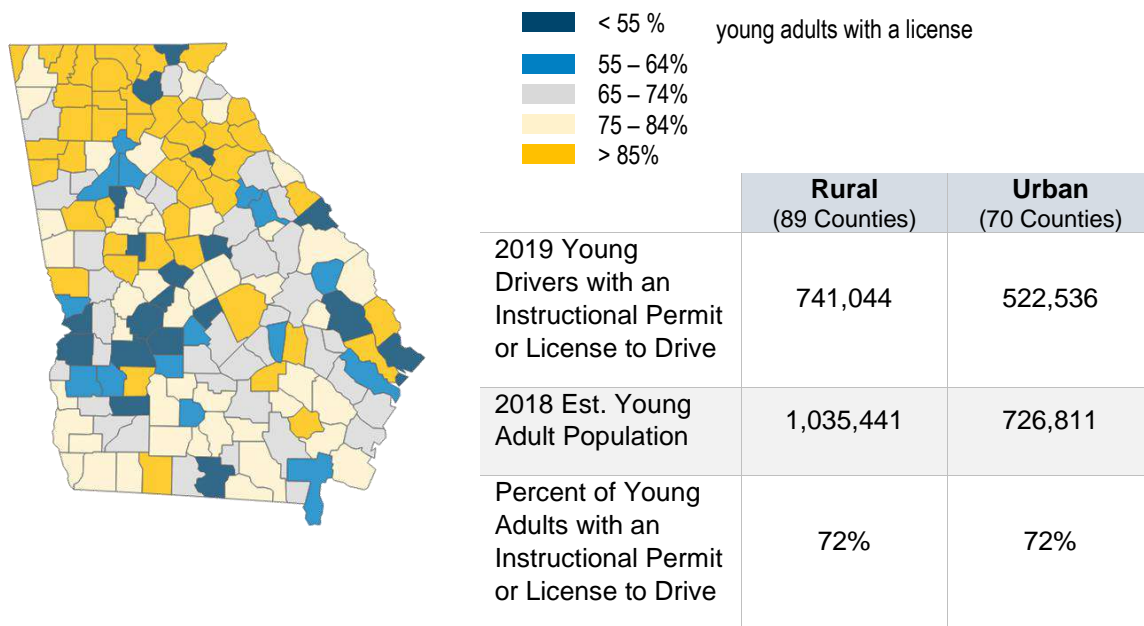 < 55 % young adults with a license
55 – 64%
65 – 74%
75 – 84%
> 85%
Rural Urban
(89 Counties) (70 Counties)
2019 Young
Drivers with an
Instructional Permit
or License to Drive
741,044 522,536
2018 Est. Young
Adult Population
1,035,441 726,811
Percent of Young
Adults with an
Instructional Permit
or License to Drive
72% 72%